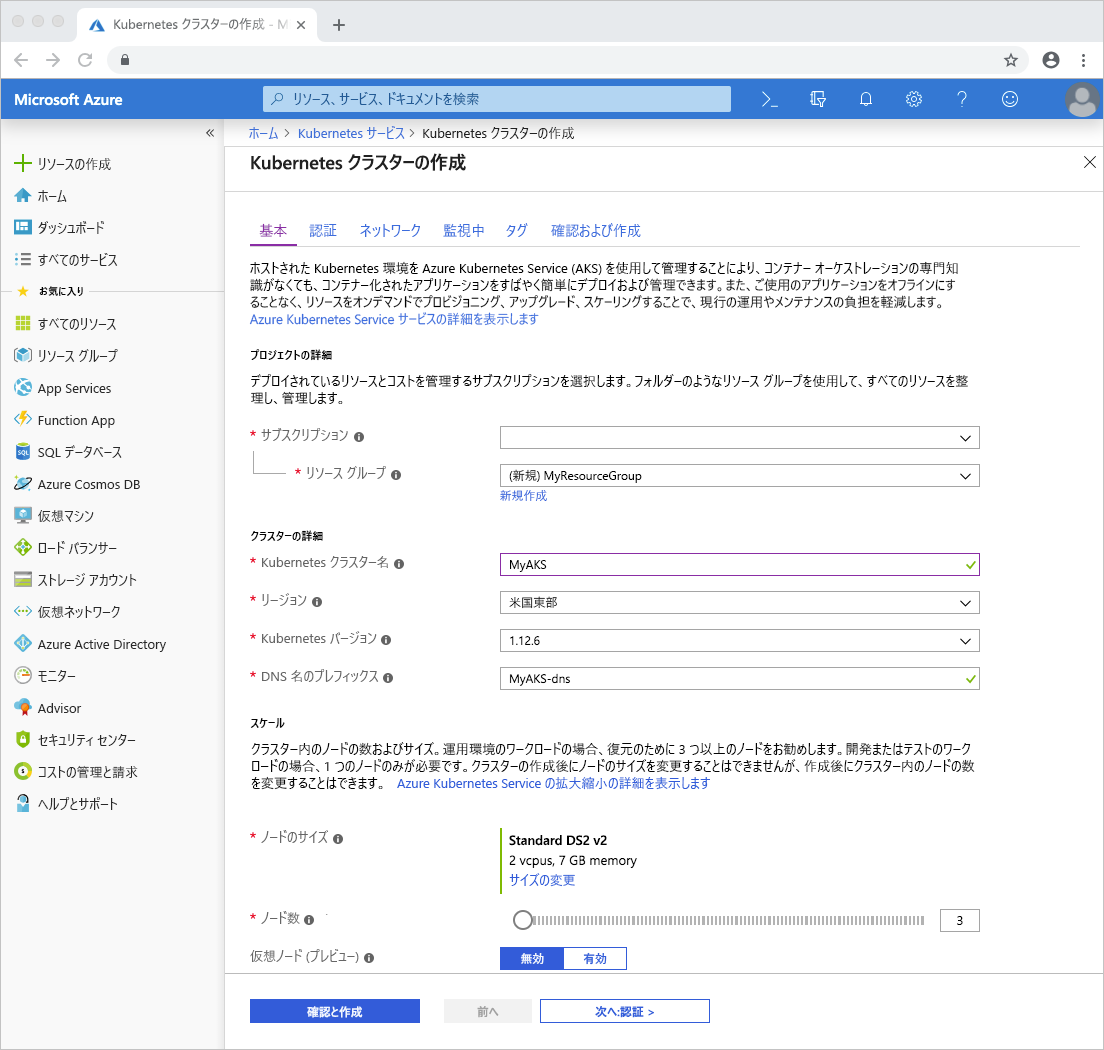 Kubernetes クラスターの作成 - M
Microsoft Azure
リソース、サービス、ドキュメントを検索
ホーム > Kubernetes サービス > Kubernetes クラスターの作成
Kubernetes クラスターの作成
リソースの作成
ホーム
ダッシュボード
すべてのサービス
お気に入り
すべてのリソース
リソース グループ
App Services
Function App
SQL データベース
Azure Cosmos DB
仮想マシン
ロード バランサー
ストレージ アカウント
仮想ネットワーク
Azure Active Directory
モニター
Advisor
セキュリティ センター
コストの管理と請求
ヘルプとサポート
基本 認証 ネットワーク 監視中 タグ 確認および作成
ホストされた Kubernetes 環境を Azure Kubernetes Service (AKS) を使用して管理することにより、コンテナー オーケストレーションの専門知
識がなくても、コンテナー化されたアプリケーションをすばやく簡単にデプロイおよび管理できます。また、ご使用のアプリケーションをオフラインにす
ることなく、リソースをオンデマンドでプロビジョニング、アップグレード、スケーリングすることで、現行の運用やメンテナンスの負担を軽減します。
Azure Kubernetes Service サービスの詳細を表示します
プロジェクトの詳細
デプロイされているリソースとコストを管理するサブスクリプションを選択します。フォルダーのようなリソース グループを使用して、すべてのリソースを整
理し、管理します。
* サブスクリプション
* リソース グループ (新規) MyResourceGroup
新規作成
クラスターの詳細
* Kubernetes クラスター名 MyAKS
* リージョン 米国東部
* Kubernetes バージョン 1.12.6
* DNS 名のプレフィックス MyAKS-dns
スケール
クラスター内のノードの数およびサイズ。運用環境のワークロードの場合、復元のために 3 つ以上のノードをお勧めします。開発またはテストのワーク
ロードの場合、1 つのノードのみが必要です。クラスターの作成後にノードのサイズを変更することはできませんが、作成後にクラスター内のノードの数
を変更することはできます。 Azure Kubernetes Service の拡大縮小の詳細を表示します
* ノードのサイズ Standard DS2 v2
2 vcpus, 7 GB memory
サイズの変更
* ノード数 3
仮想ノード (プレビュー) 無効 有効
確認と作成 前へ 次へ:認証 >